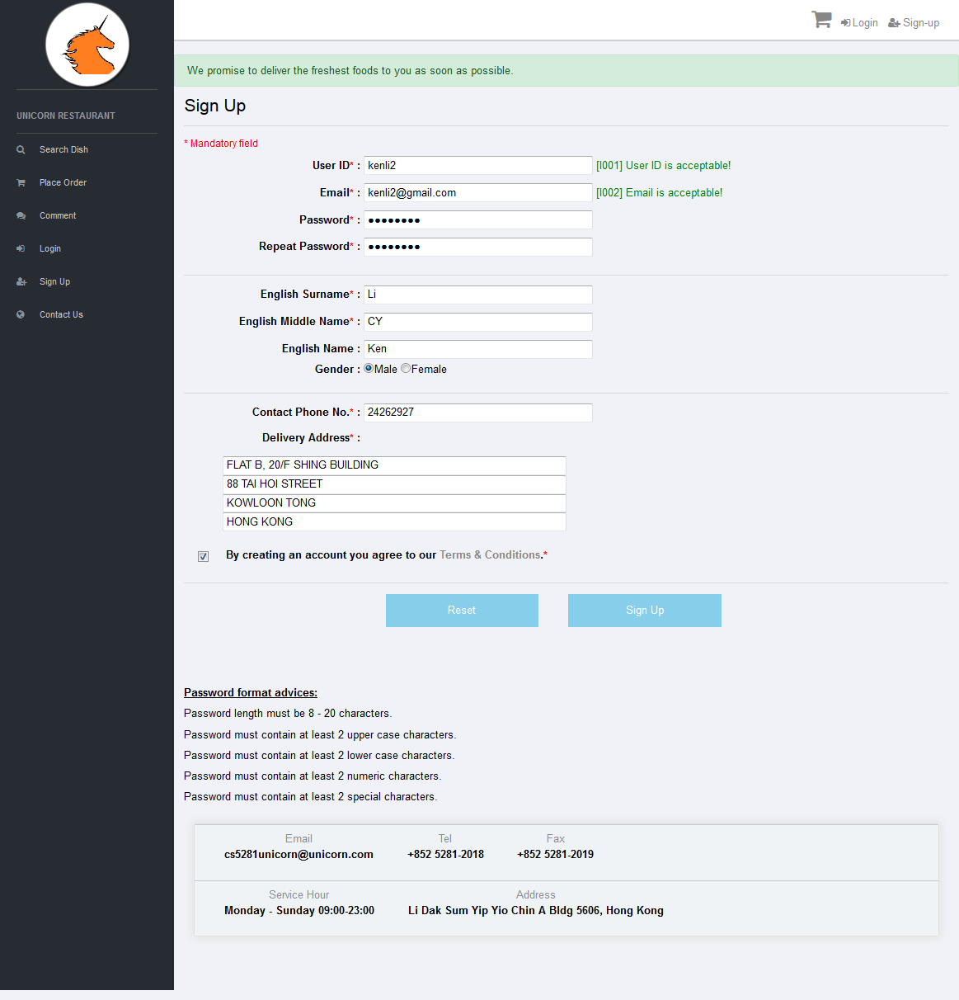 Login Sign-up
We promise to deliver the freshest foods to you as soon as possible.
UNICORN RESTAURANT
Search Dish
Place Order
Comment
Login
Sign Up
Contact Us
Sign Up
* Mandatory field
User ID* : kenli2 [I001] User ID is acceptable!
Email* : kenli2@gmail.com [I002] Email is acceptable!
Password* : ●●●●●●●●
Repeat Password* : ●●●●●●●●
English Surname* : Li
English Middle Name* : CY
English Name : Ken
Gender : Male Female
Contact Phone No.* : 24262927
Delivery Address* :
FLAT B, 20/F SHING BUILDING
88 TAI HOI STREET
KOWLOON TONG
HONG KONG
By creating an account you agree to our Terms & Conditions.*
Reset Sign Up
Password format advices:
Password length must be 8 - 20 characters.
Password must contain at least 2 upper case characters.
Password must contain at least 2 lower case characters.
Password must contain at least 2 numeric characters.
Password must contain at least 2 special characters.
Email Tel Fax
cs5281unicorn@unicorn.com +852 5281-2018 +852 5281-2019
Service Hour Address
Monday - Sunday 09:00-23:00 Li Dak Sum Yip Yio Chin A Bldg 5606, Hong Kong